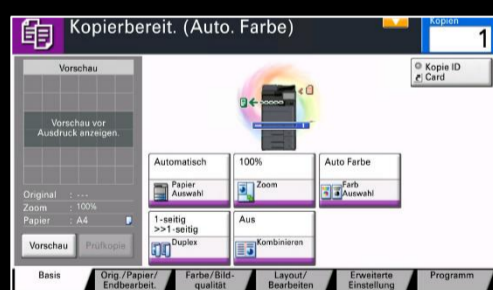 Kopierbereit. (Auto. Farbe)
Kopien
1
Vorschau
Vorschau vor
Ausdruck anzeigen.
Original : ---
Zoom : 100%
Papier : A4
Vorschau
Prüfkopie
Kopie ID
Card
Automatisch
Papier
Auswahl
100%
Zoom
Auto Farbe
Farb
Auswahl
1-seitig
>>1-seitig
Duplex
Aus
Kombinieren
Basis
Orig./Papier/
Endbearbeit.
Farbe/Bild-
qualität
Layout/
Bearbeiten
Erweiterte
Einstellung
Programm